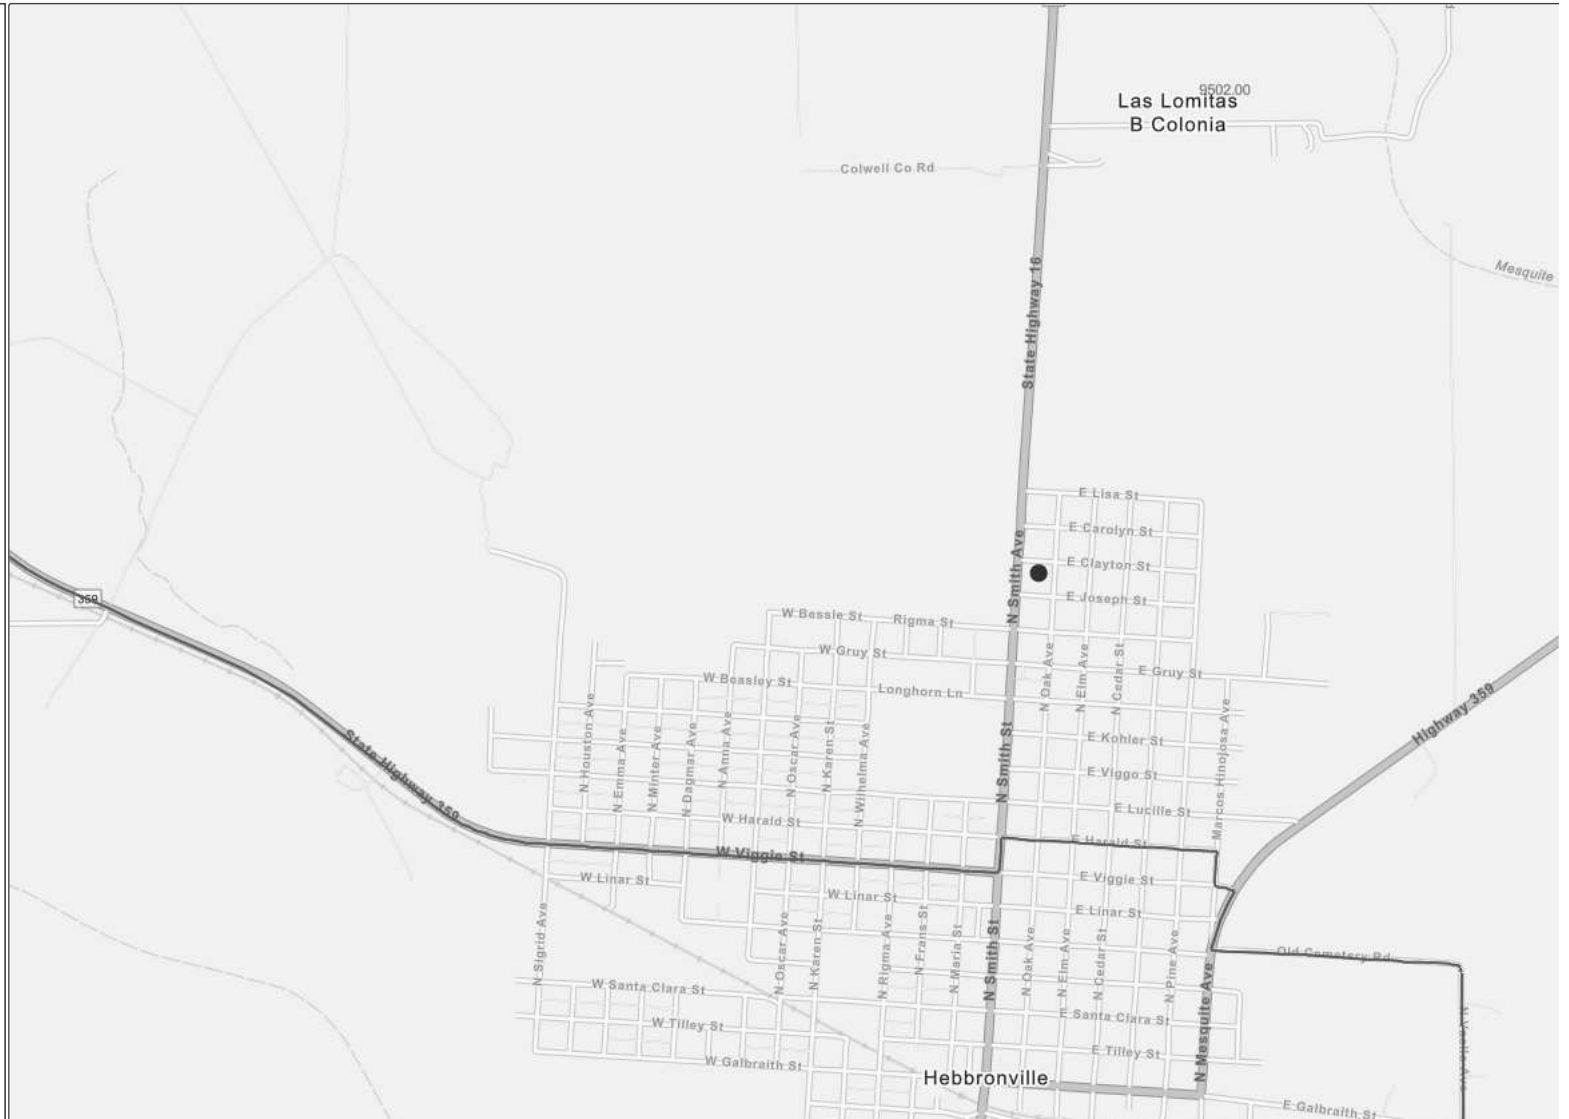 9502.00
Las Lomitas
B Colonia
Colwell Co Rd
State Highway 16
Mesquite
E Lisa St
E Carolyn St
N Smith Ave
E Clayton St
E Joseph St
359
W Bessie St
Rigma St
W Gruy St
E Gruy St
W Beasley St
Longhorn Ln
N Oak Ave
N Elm Ave
N Cedar St
Highway 359
Marcos Hinojosa Ave
N Houston Ave
N Emma Ave
N Minter Ave
N Dagmar Ave
N Anna Ave
N Oscar Ave
N Karen St
N Wilhelma Ave
N Smith St
E Kohler St
E Viggo St
E Lucille St
State Highway 359
W Harald St
E Harald St
W Viggie St
E Viggie St
W Linar St
W Linar St
E Linar St
N Sigrid Ave
N Oscar Ave
N Karen St
N Rigma Ave
N Frans St
N Maria St
N Smith St
N Oak Ave
N Elm Ave
N Cedar St
N Pine Ave
Old Cemetery Rd
W Santa Clara St
E Santa Clara St
N Mesquite Ave
W Tilley St
E Tilley St
W Galbraith St
Hebbronville
E Galbraith St